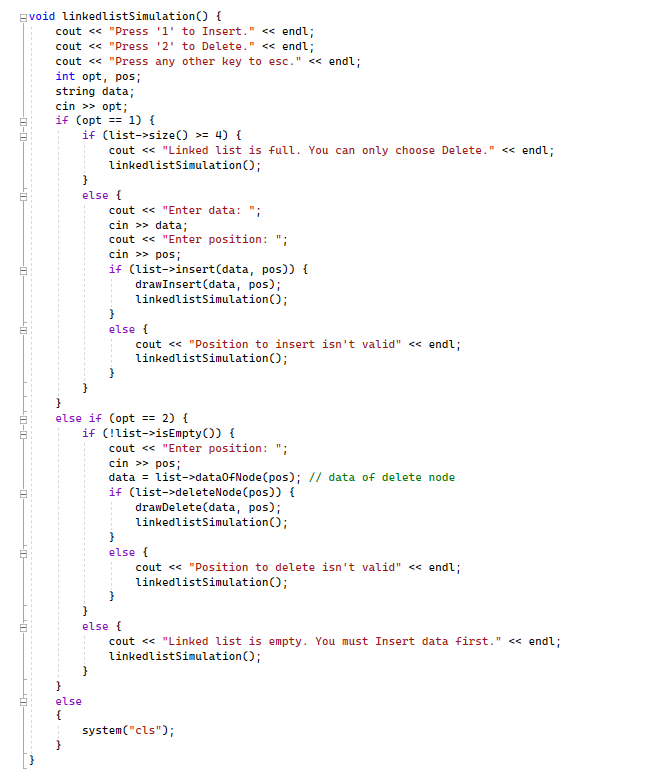 void linkedlistSimulation() {
    cout << "Press '1' to Insert." << endl;
    cout << "Press '2' to Delete." << endl;
    cout << "Press any other key to esc." << endl;
    int opt, pos;
    string data;
    cin >> opt;
    if (opt == 1) {
        if (list->size() >= 4) {
            cout << "Linked list is full. You can only choose Delete." << endl;
            linkedlistSimulation();
        }
        else {
            cout << "Enter data: ";
            cin >> data;
            cout << "Enter position: ";
            cin >> pos;
            if (list->insert(data, pos)) {
                drawInsert(data, pos);
                linkedlistSimulation();
            }
            else {
                cout << "Position to insert isn't valid" << endl;
                linkedlistSimulation();
            }
        }
    }
    else if (opt == 2) {
        if (!list->isEmpty()) {
            cout << "Enter position: ";
            cin >> pos;
            data = list->dataOfNode(pos); // data of delete node
            if (list->deleteNode(pos)) {
                drawDelete(data, pos);
                linkedlistSimulation();
            }
            else {
                cout << "Position to delete isn't valid" << endl;
                linkedlistSimulation();
            }
        }
        else {
            cout << "Linked list is empty. You must Insert data first." << endl;
            linkedlistSimulation();
        }
    }
    else
    {
        system("cls");
    }
}